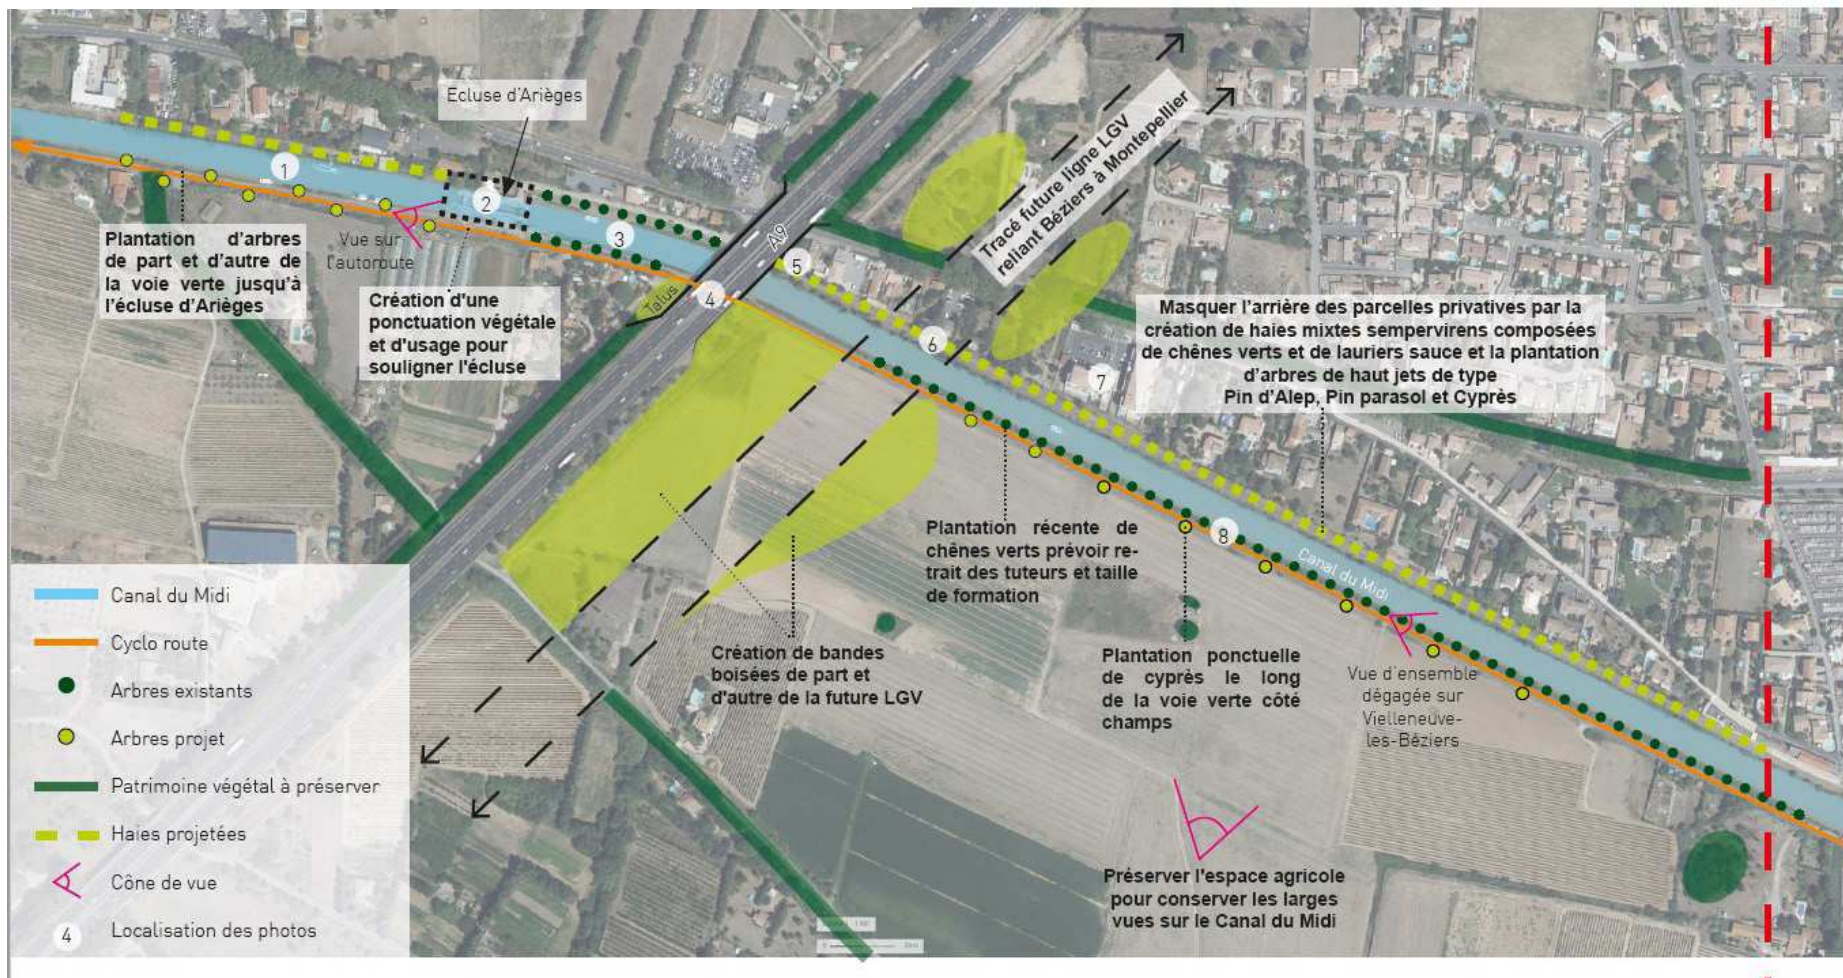 Ecluse d'Arièges
1
2
3
Plantation d'arbres
de part et d'autre de
la voie verte jusqu'à
l'écluse d'Arièges
Vue sur
l'autoroute
Création d'une
ponctuation végétale
et d'usage pour
souligner l'écluse
Talus
4
A9
5
Tracé future ligne LGV
reliant Béziers à Montepellier
6
7
Masquer l'arrière des parcelles privatives par la
création de haies mixtes sempervirens composées
de chênes verts et de lauriers sauce et la plantation
d'arbres de haut jets de type
Pin d'Alep, Pin parasol et Cyprès
Plantation récente de
chênes verts prévoir re-
trait des tuteurs et taille
de formation
8
Canal du Midi
Création de bandes
boisées de part et
d'autre de la future LGV
Plantation ponctuelle
de cyprès le long
de la voie verte côté
champs
Vue d'ensemble
dégagée sur
Vielleneuve-
les-Béziers
Préserver l'espace agricole
pour conserver les larges
vues sur le Canal du Midi
Canal du Midi
Cyclo route
Arbres existants
Arbres projet
Patrimoine végétal à préserver
Haies projetées
Cône de vue
4
Localisation des photos
0